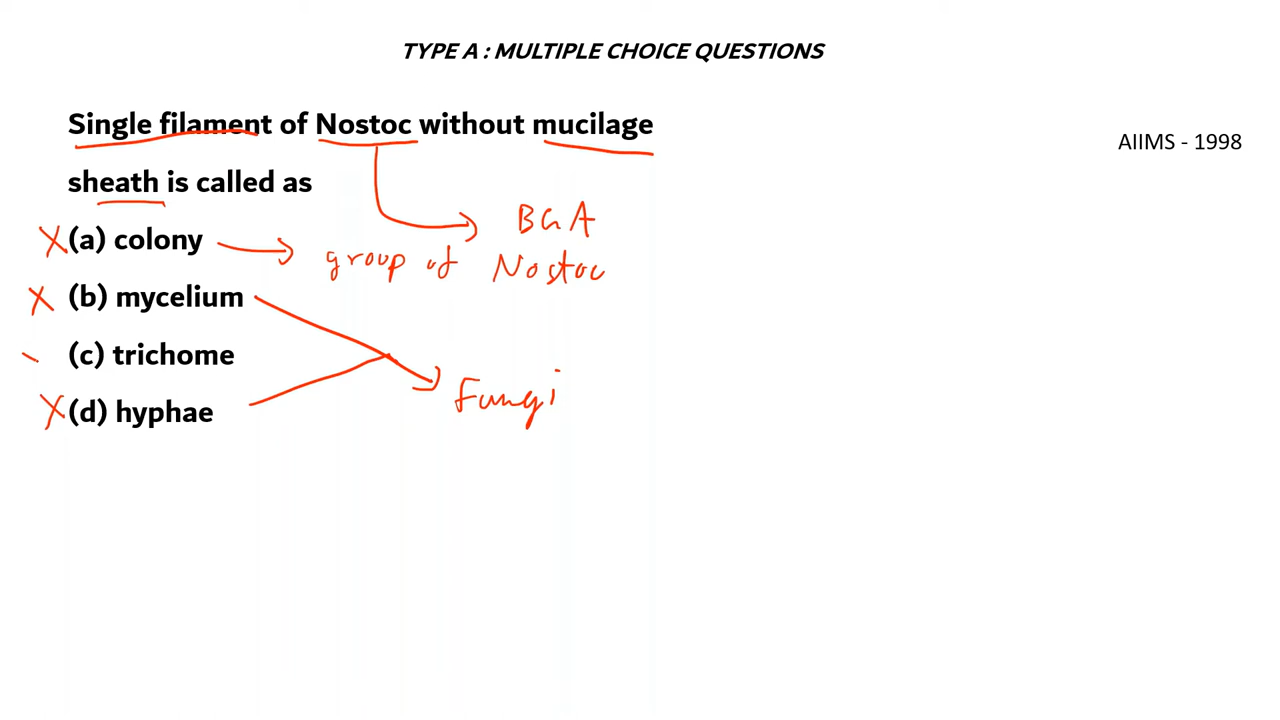 TYPE A : MULTIPLE CHOICE QUESTIONS
Single filament of Nostoc without mucilage
AIIMS - 1998
sheath is called as
BGA
X (a) colony
group of Nostoc
X (b) mycelium
(c) trichome
Fungi
X (d) hyphae